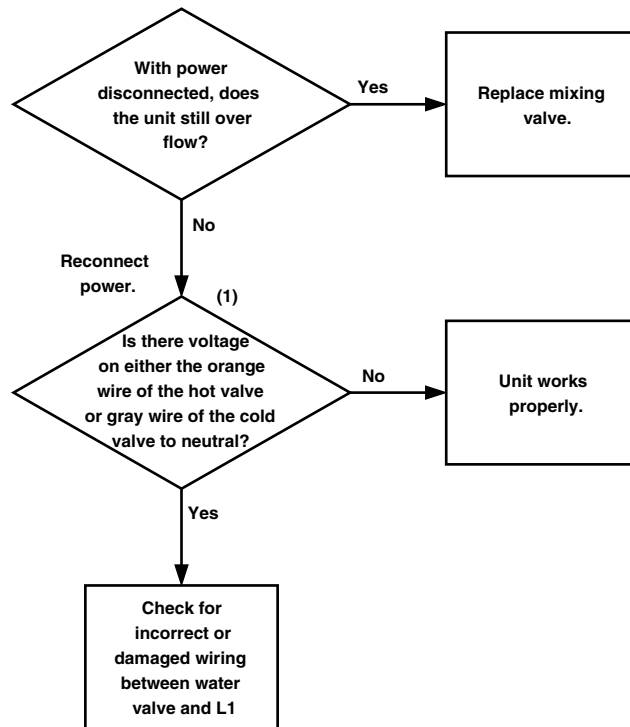 With power
disconnected, does
the unit still over
flow?
Yes
Replace mixing
valve.
No
Reconnect
power.
(1)
Is there voltage
on either the orange
wire of the hot valve
or gray wire of the cold
valve to neutral?
No
Unit works
properly.
Yes
Check for
incorrect or
damaged wiring
between water
valve and L1